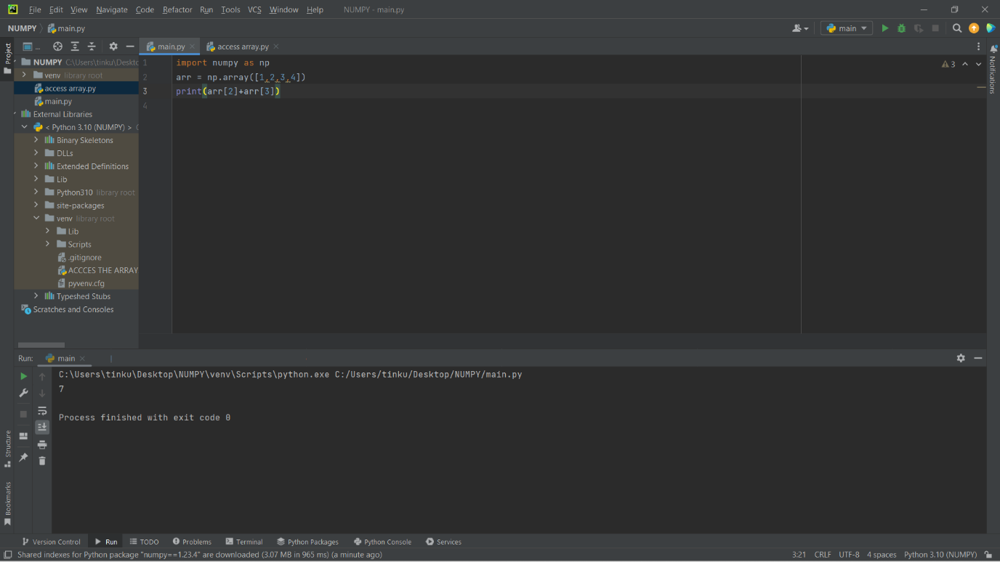 PC File Edit View Navigate Code Refactor Run Tools VCS Window Help NUMPY - main.py
NUMPY main.py main
Project
... main.py access array.py
NUMPY C:\Users\tinku\Deskto
venv library root
access array.py
main.py
External Libraries
< Python 3.10 (NUMPY) >
Binary Skeletons
DLLs
Extended Definitions
Lib
Python310 library root
site-packages
venv library root
Lib
Scripts
.gitignore
ACCCES THE ARRAY
pyvenv.cfg
Typeshed Stubs
Scratches and Consoles
1 import numpy as np
2 arr = np.array([1,2,3,4])
3 print(arr[2]+arr[3])
4
3
Notifications
Run: main
C:\Users\tinku\Desktop\NUMPY\venv\Scripts\python.exe C:/Users/tinku/Desktop/NUMPY/main.py
7
Process finished with exit code 0
Structure
Bookmarks
Version Control Run TODO Problems Terminal Python Packages Python Console Services
Shared indexes for Python package "numpy==1.23.4" are downloaded (3.07 MB in 965 ms) (a minute ago) 3:21 CRLF UTF-8 4 spaces Python 3.10 (NUMPY)